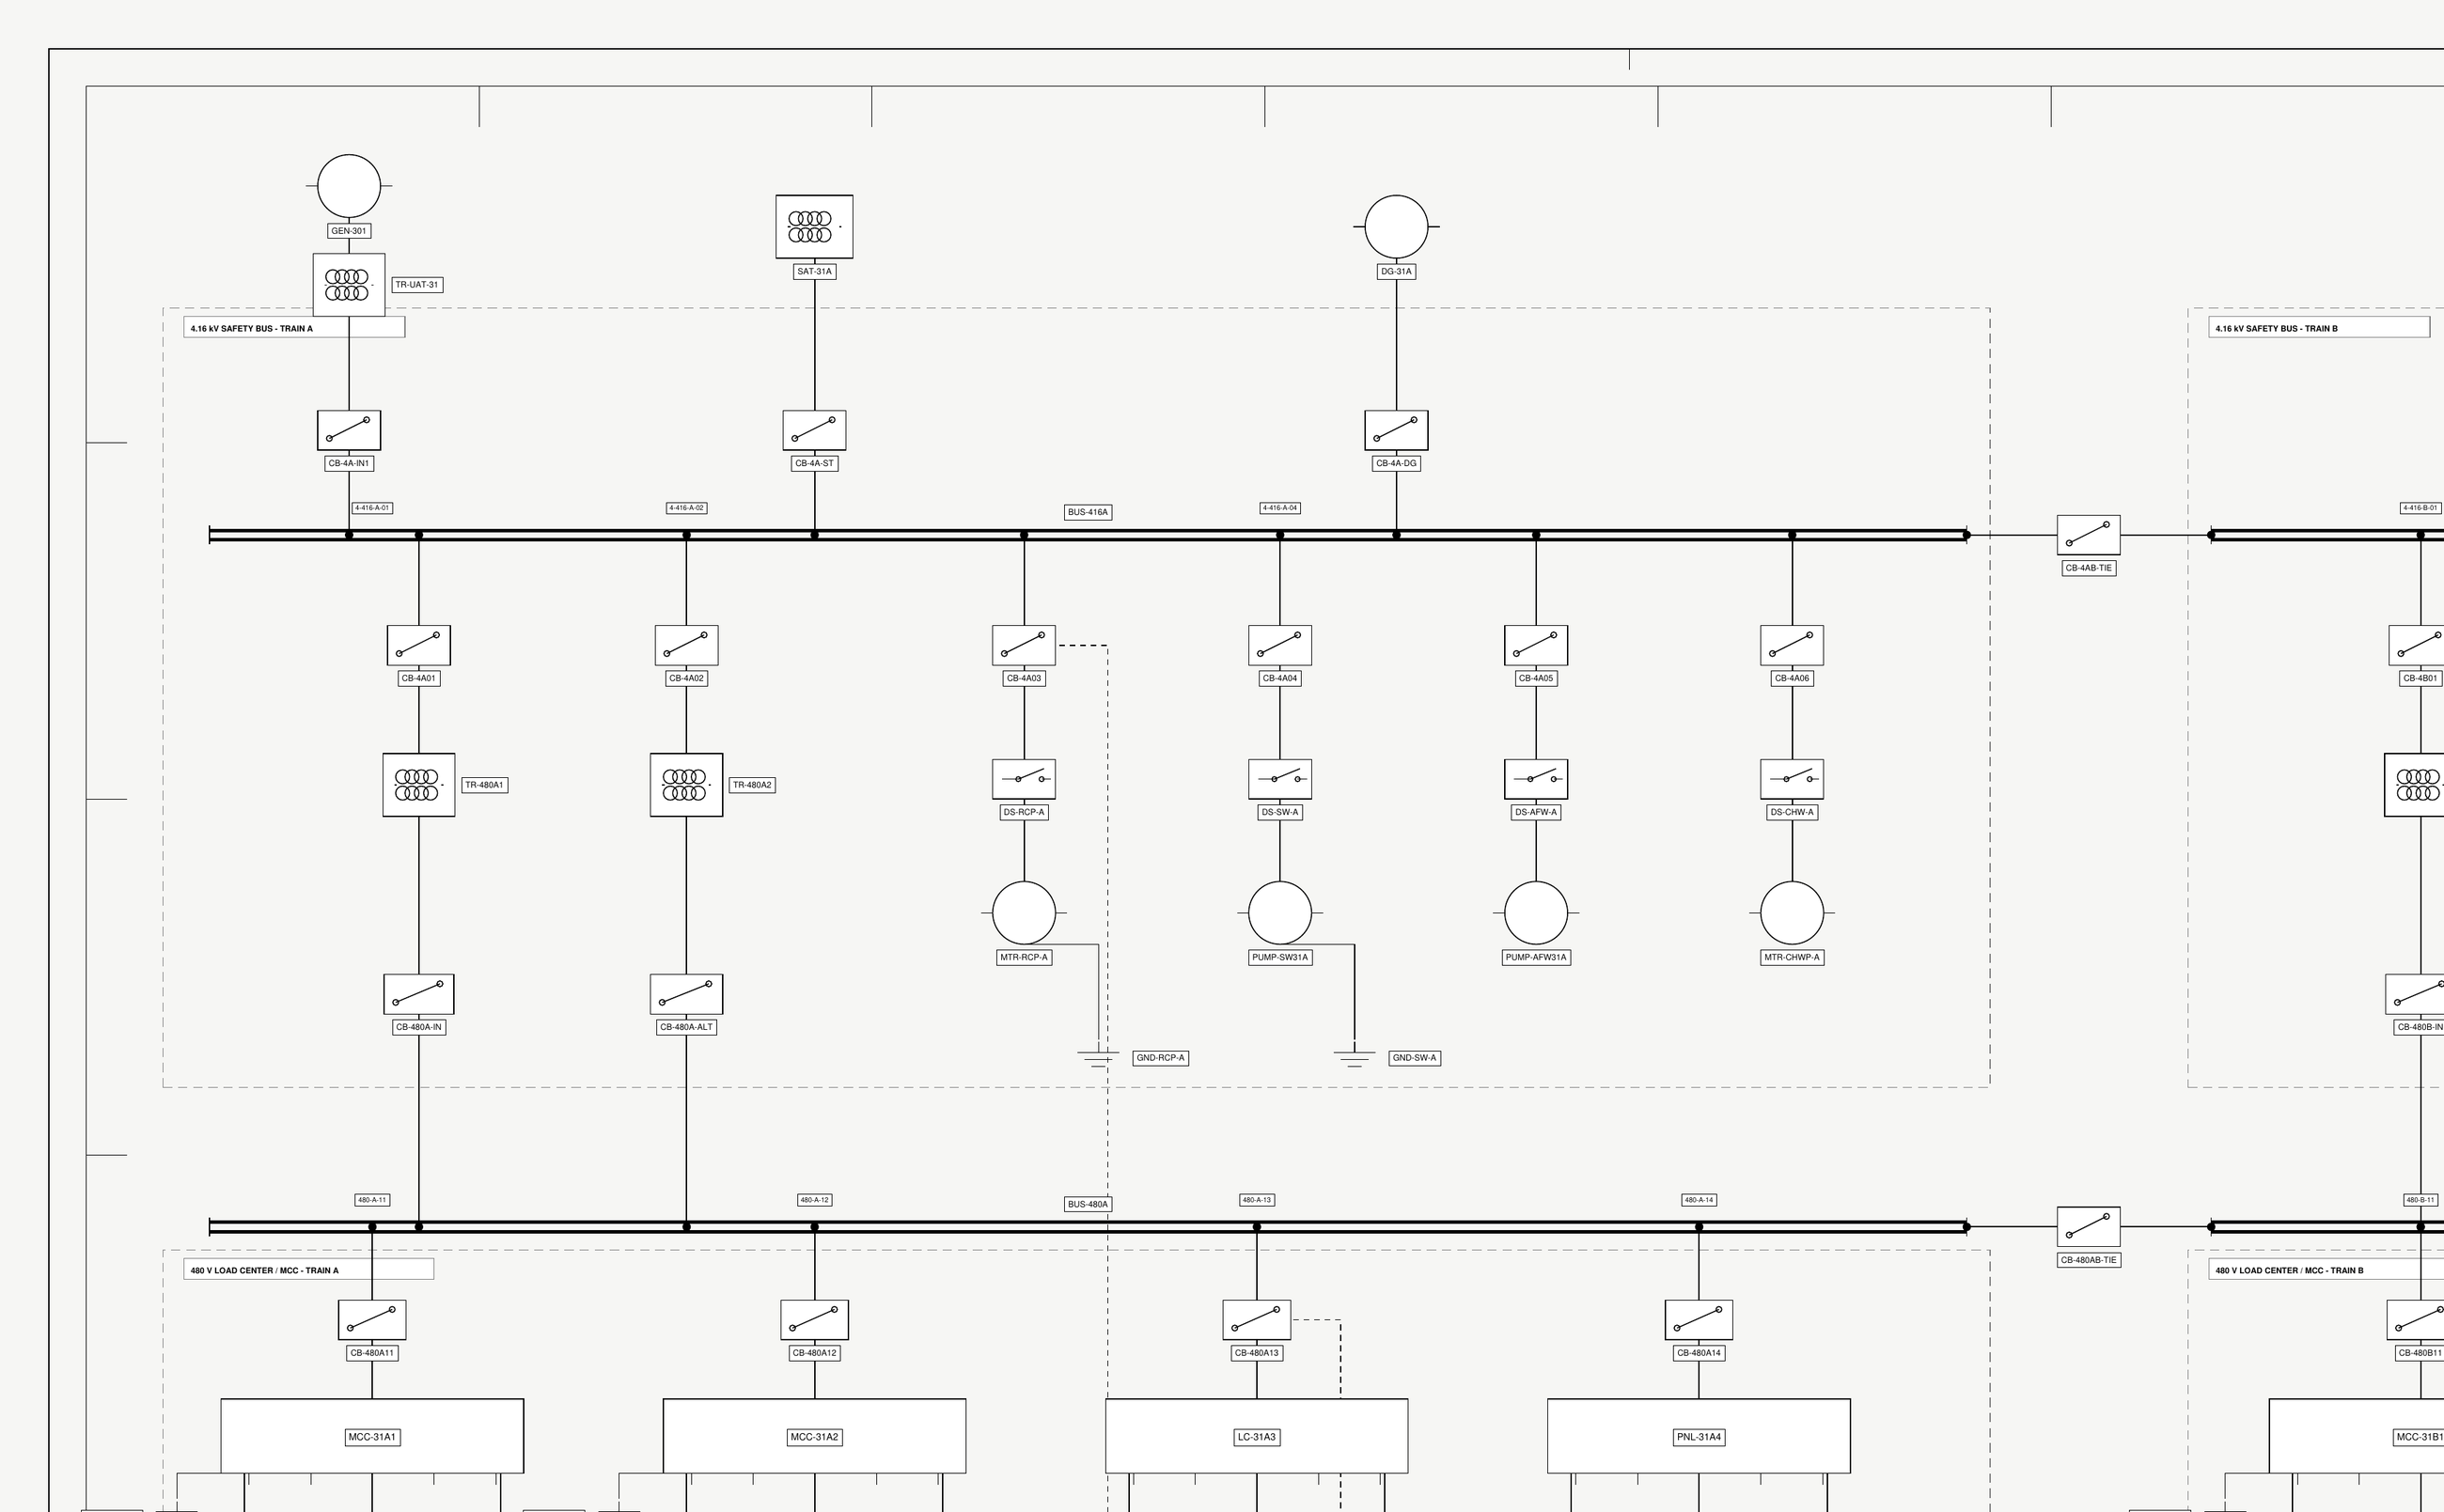 GEN-301
SAT-31A
DG-31A
TR-UAT-31
4.16 kV SAFETY BUS - TRAIN A
4.16 kV SAFETY BUS - TRAIN B
CB-4A-IN1
CB-4A-ST
CB-4A-DG
4-416-A-01
4-416-A-02
BUS-416A
4-416-A-04
4-416-B-01
CB-4AB-TIE
CB-4A01
CB-4A02
CB-4A03
CB-4A04
CB-4A05
CB-4A06
CB-4B01
TR-480A1
TR-480A2
DS-RCP-A
DS-SW-A
DS-AFW-A
DS-CHW-A
MTR-RCP-A
PUMP-SW31A
PUMP-AFW31A
MTR-CHWP-A
CB-480A-IN
CB-480A-ALT
CB-480B-IN
GND-RCP-A
GND-SW-A
480-A-11
480-A-12
BUS-480A
480-A-13
480-A-14
480-B-11
CB-480AB-TIE
480 V LOAD CENTER / MCC - TRAIN A
480 V LOAD CENTER / MCC - TRAIN B
CB-480A11
CB-480A12
CB-480A13
CB-480A14
CB-480B11
MCC-31A1
MCC-31A2
LC-31A3
PNL-31A4
MCC-31B1